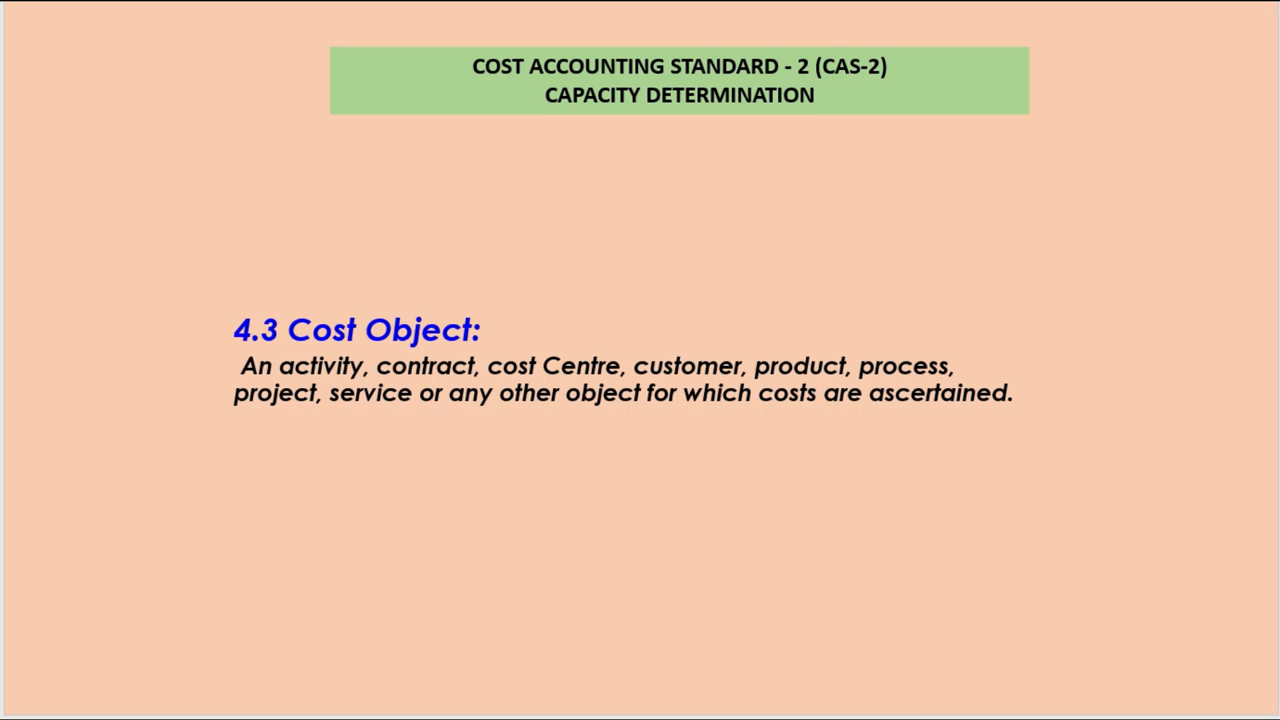 COST ACCOUNTING STANDARD - 2 (CAS-2)
CAPACITY DETERMINATION
4.3 Cost Object:
An activity, contract, cost Centre, customer, product, process,
project, service or any other object for which costs are ascertained.